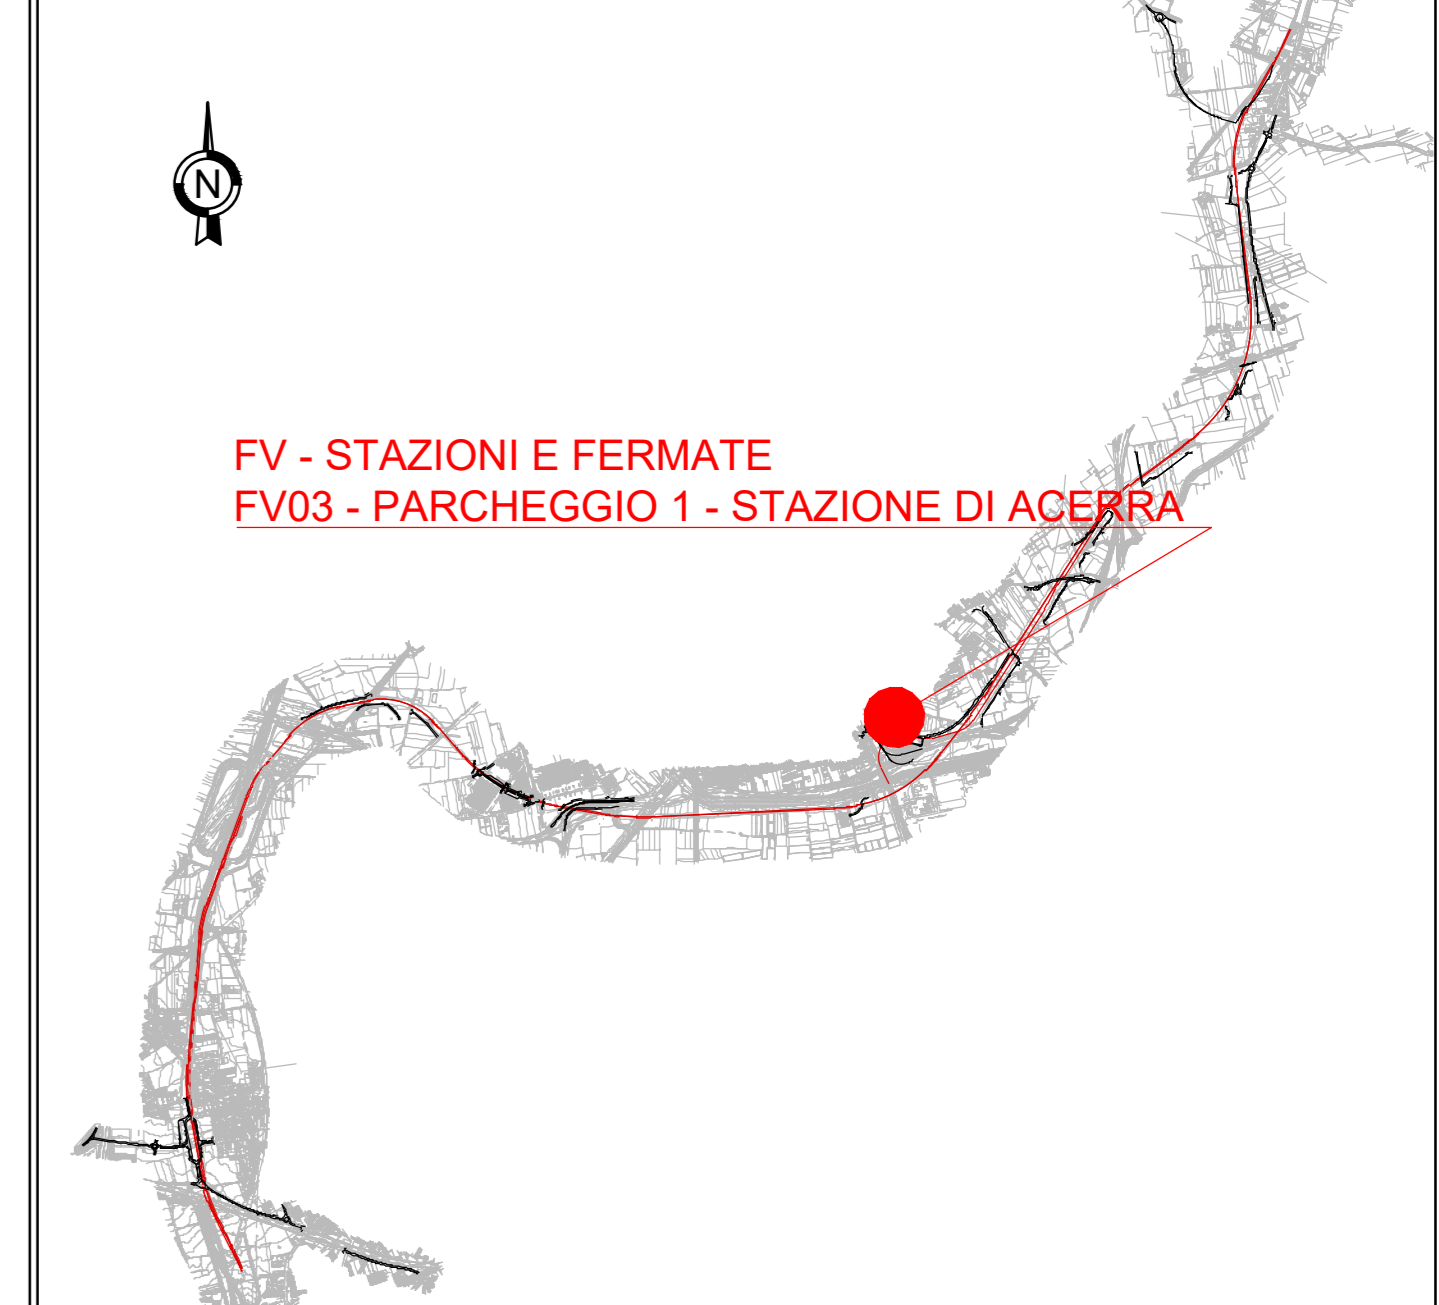 N
FV - STAZIONI E FERMATE
FV03 - PARCHEGGIO 1 - STAZIONE DI ACERRA